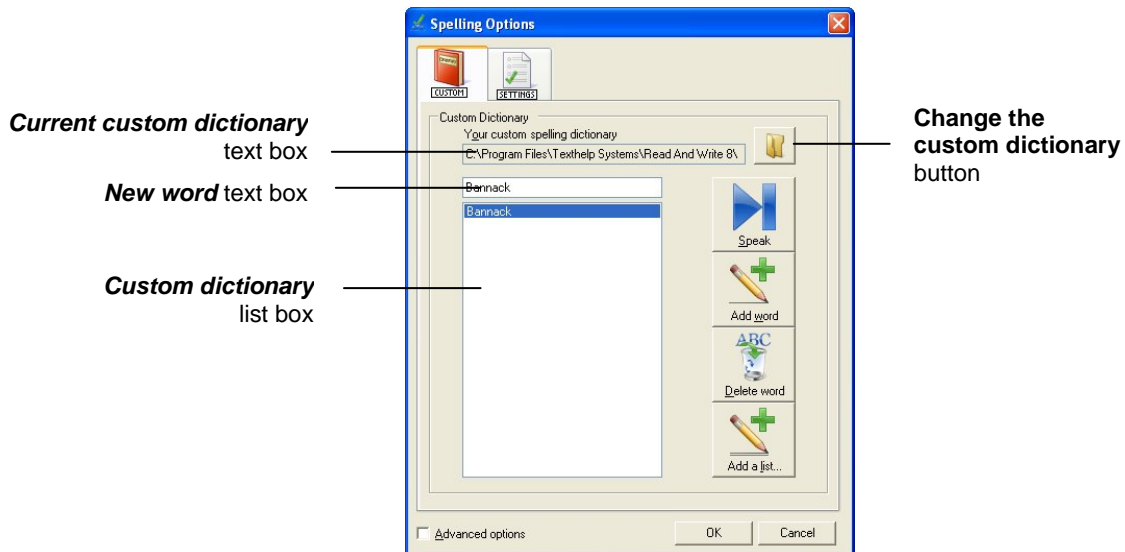 Spelling Options
CUSTOM
SETTINGS
Custom Dictionary
Your custom spelling dictionary
C:\Program Files\Texthelp Systems\Read And Write 8\
Current custom dictionary
text box
Change the
custom dictionary
button
New word text box
Bannack
Bannack
Speak
Custom dictionary
list box
Add word
ABC
Delete word
Add a list...
Advanced options
OK
Cancel